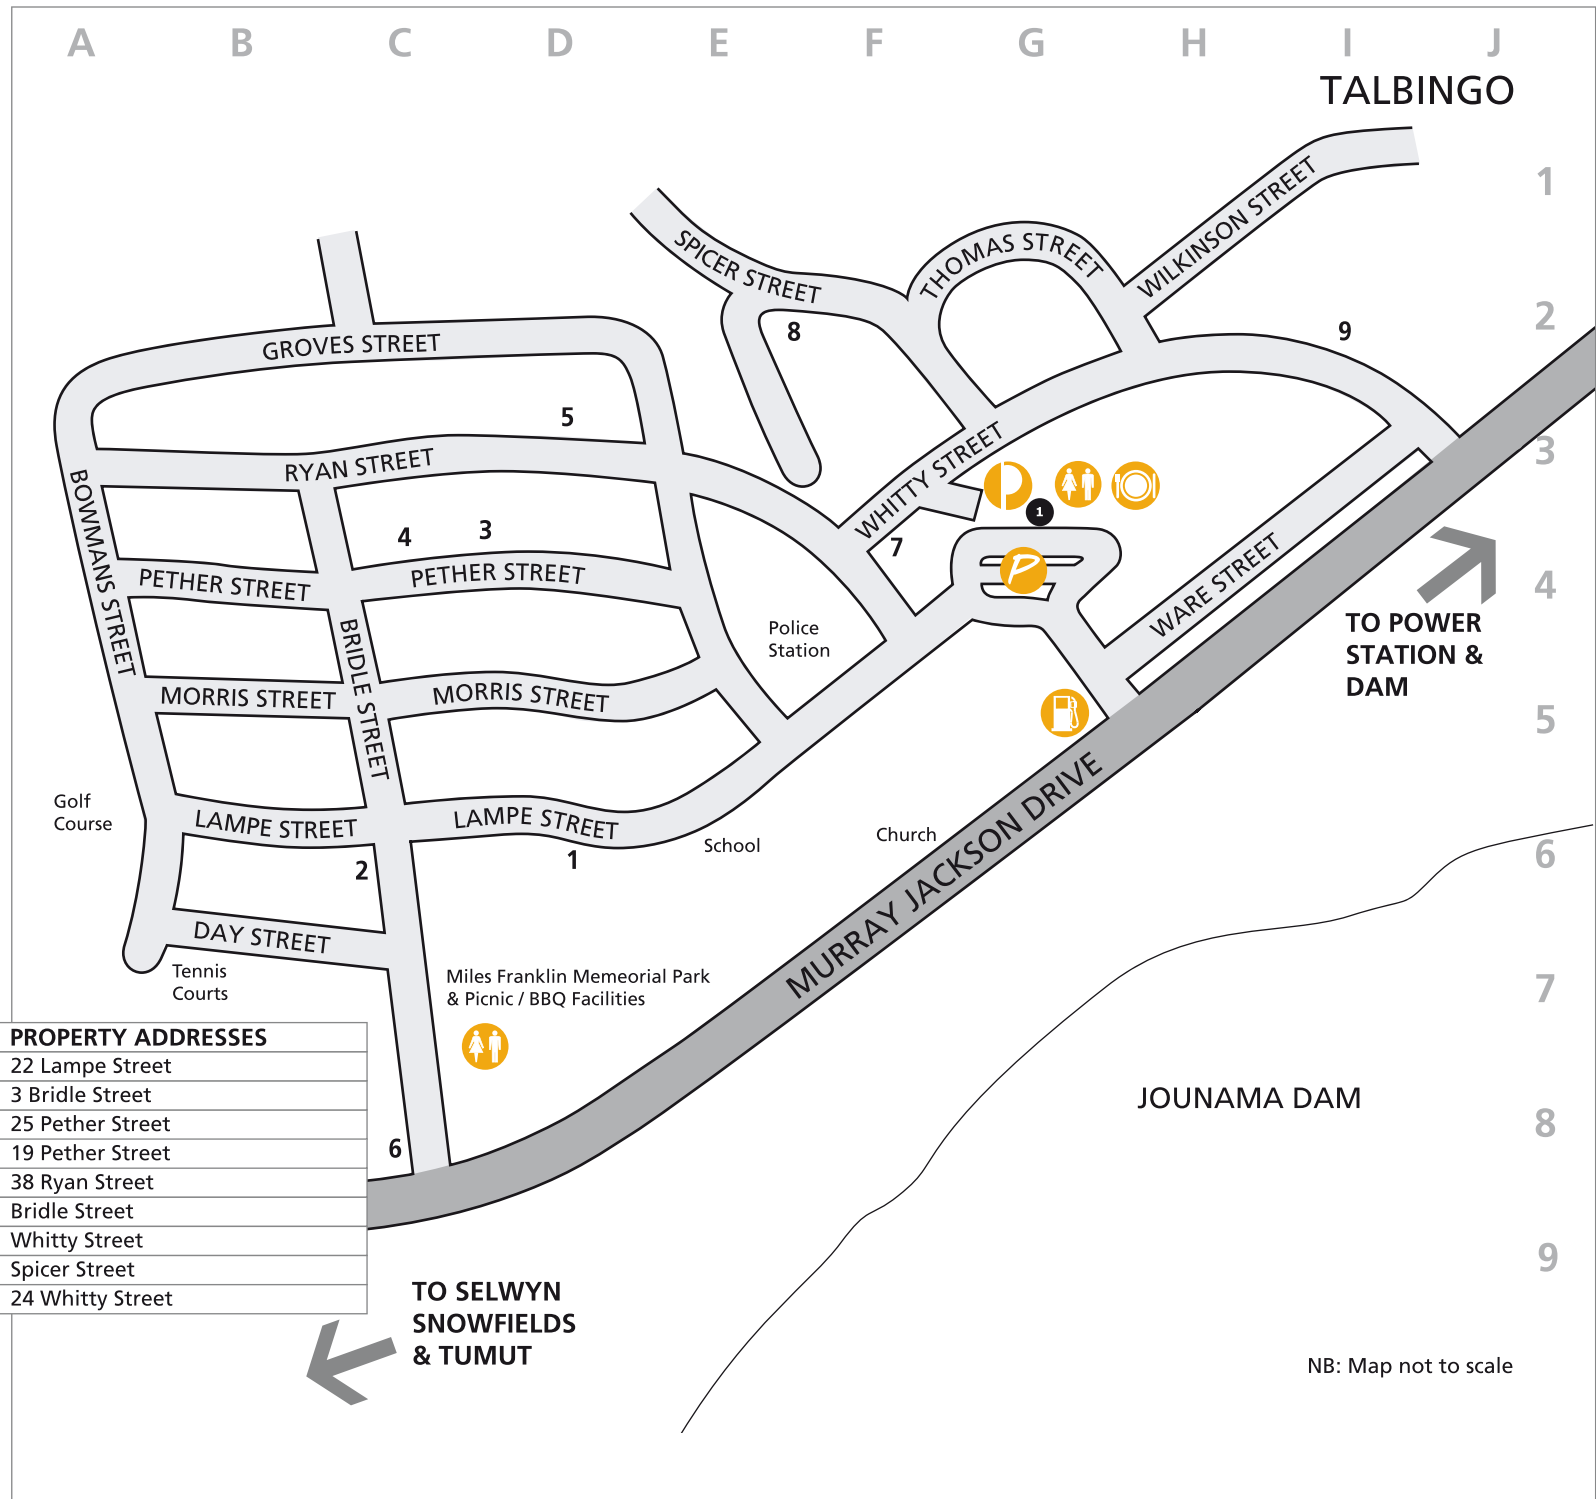 A B C D E F G H I J
TALBINGO
1
2
3
4
5
6
7
8
9
WILKINSON STREET
THOMAS STREET
SPICER STREET
GROVES STREET
8
9
5
RYAN STREET
WHITTY STREET
BOWMANS STREET
4
3
7
1
P
PETHER STREET
PETHER STREET
WARE STREET
TO POWER
STATION &
DAM
Police
Station
BRIDLE STREET
MORRIS STREET
MORRIS STREET
Golf
Course
LAMPE STREET
LAMPE STREET
MURRAY JACKSON DRIVE
Church
School
2
1
DAY STREET
Tennis
Courts
Miles Franklin Memeorial Park
& Picnic / BBQ Facilities
PROPERTY ADDRESSES
22 Lampe Street
3 Bridle Street
25 Pether Street
19 Pether Street
38 Ryan Street
Bridle Street
Whitty Street
Spicer Street
24 Whitty Street
6
JOUNAMA DAM
TO SELWYN
SNOWFIELDS
& TUMUT
NB: Map not to scale